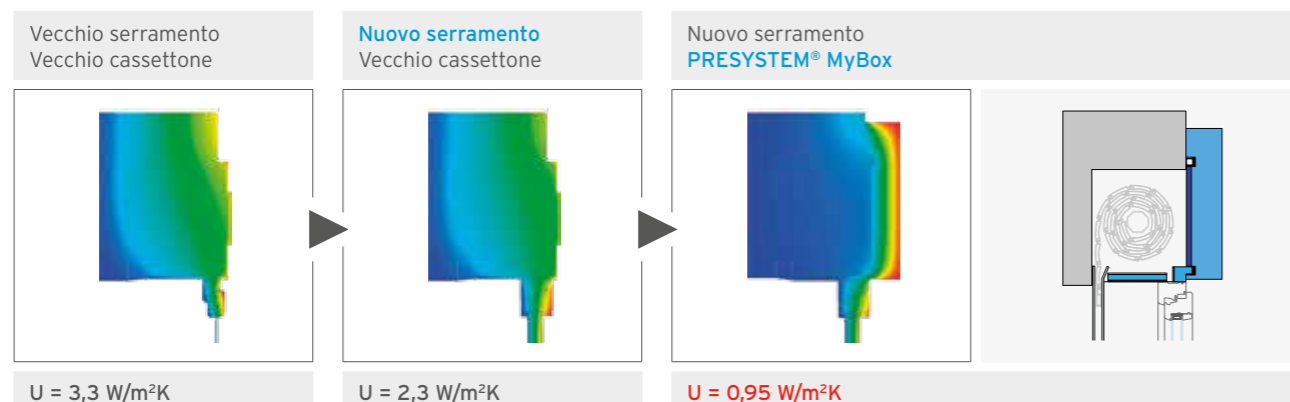 Vecchio serramento
Vecchio cassettone
Nuovo serramento
Vecchio cassettone
Nuovo serramento
PRESYSTEM® MyBox
U = 3,3 W/m²K
U = 2,3 W/m²K
U = 0,95 W/m²K